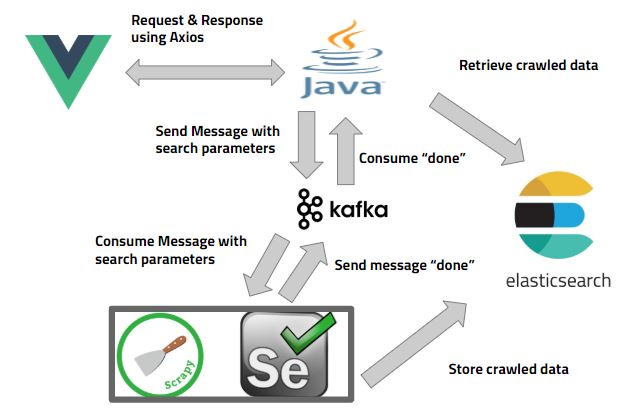 Request & Response
using Axios
Java
Retrieve crawled data
Send Message with
search parameters
Consume “done”
kafka
elasticsearch
Consume Message with
search parameters
Send message “done”
Scrapy
Se
Store crawled data